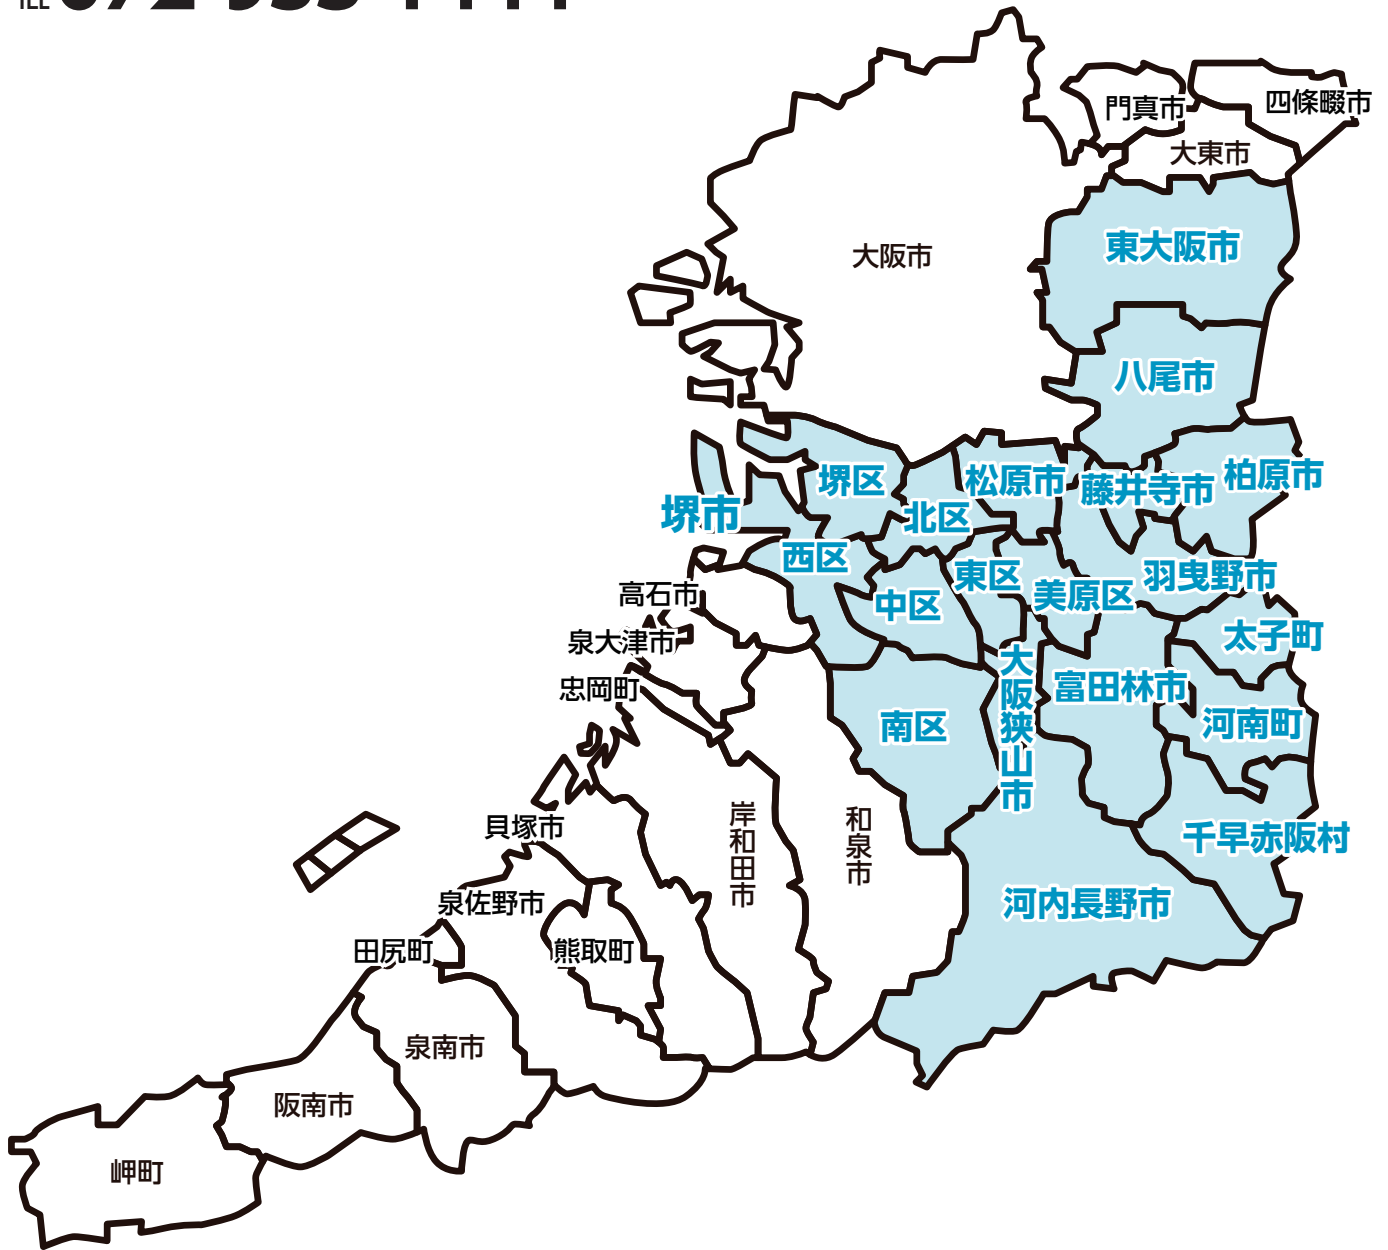 TEL
門真市
四條畷市
大東市
東大阪市
大阪市
八尾市
堺区
松原市
藤井寺市
柏原市
堺市
北区
西区
東区
羽曳野市
美原区
中区
高石市
泉大津市
太子町
忠岡町
大阪狭山市
富田林市
南区
河南町
岸和田市
和泉市
貝塚市
千早赤阪村
泉佐野市
河内長野市
田尻町
熊取町
泉南市
阪南市
岬町